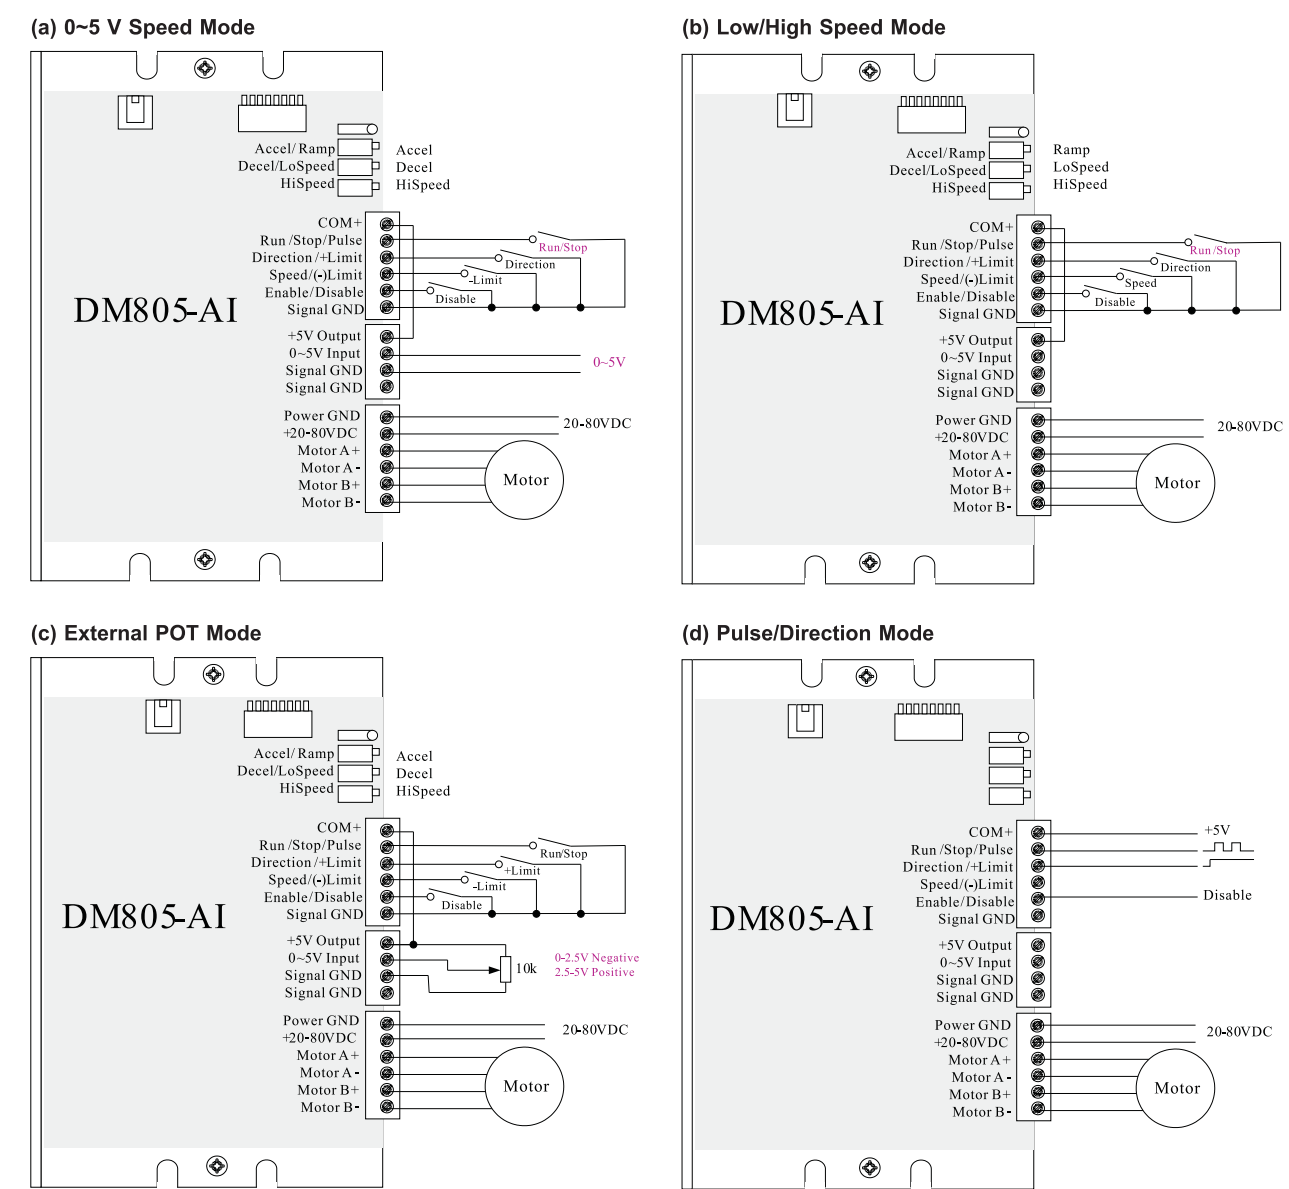 (a) 0~5 V Speed Mode
Accel/Ramp Accel
Decel/LoSpeed Decel
HiSpeed HiSpeed
COM+
Run/Stop/Pulse
Run/Stop
Direction/+Limit
Direction
Speed/(-)Limit
-Limit
Enable/Disable
Disable
Signal GND
DM805-AI
+5V Output
0~5V Input
0~5V
Signal GND
Signal GND
Power GND
20-80VDC
+20-80VDC
Motor A+
Motor A-
Motor
Motor B+
Motor B-
(b) Low/High Speed Mode
Accel/Ramp Ramp
Decel/LoSpeed LoSpeed
HiSpeed HiSpeed
COM+
Run/Stop/Pulse
Run/Stop
Direction/+Limit
Direction
Speed/(-)Limit
Speed
Enable/Disable
Disable
Signal GND
DM805-AI
+5V Output
0~5V Input
Signal GND
Signal GND
Power GND
20-80VDC
+20-80VDC
Motor A+
Motor A-
Motor
Motor B+
Motor B-
(c) External POT Mode
Accel/Ramp Accel
Decel/LoSpeed Decel
HiSpeed HiSpeed
COM+
Run/Stop/Pulse
Run/Stop
Direction/+Limit
+Limit
Speed/(-)Limit
-Limit
Enable/Disable
Disable
Signal GND
DM805-AI
+5V Output
0~5V Input
10k
0-2.5V Negative
2.5-5V Positive
Signal GND
Signal GND
Power GND
20-80VDC
+20-80VDC
Motor A+
Motor A-
Motor
Motor B+
Motor B-
(d) Pulse/Direction Mode
COM+
+5V
Run/Stop/Pulse
Direction/+Limit
Speed/(-)Limit
Enable/Disable
Disable
Signal GND
DM805-AI
+5V Output
0~5V Input
Signal GND
Signal GND
Power GND
20-80VDC
+20-80VDC
Motor A+
Motor A-
Motor
Motor B+
Motor B-